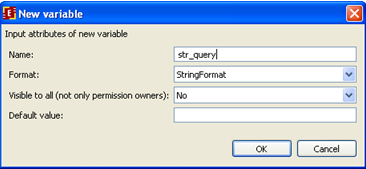 New variable
Input attributes of new variable
Name: str_query
Format: StringFormat
Visible to all (not only permission owners): No
Default value:
OK Cancel